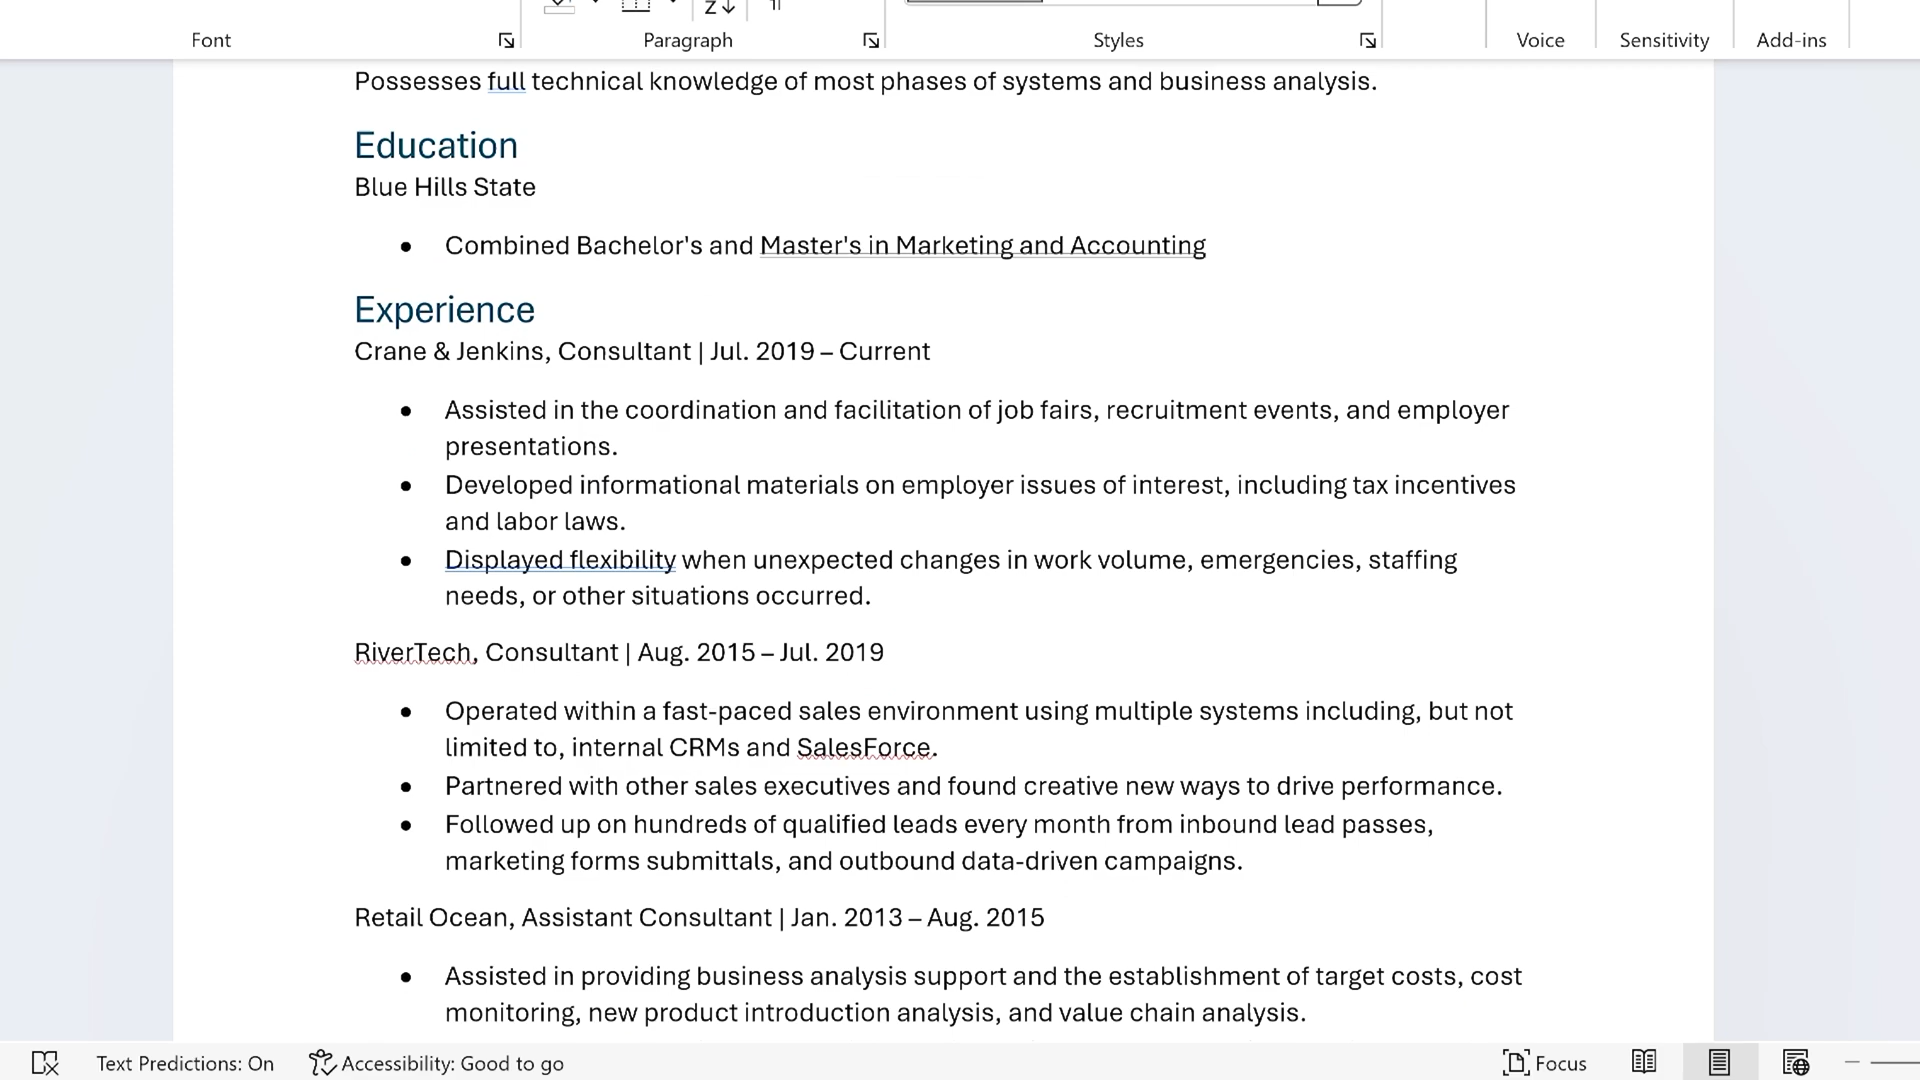 Font
Paragraph
Styles
Voice
Sensitivity
Add-ins
Possesses full technical knowledge of most phases of systems and business analysis.
Education
Blue Hills State
• Combined Bachelor's and Master's in Marketing and Accounting
Experience
Crane & Jenkins, Consultant | Jul. 2019 – Current
• Assisted in the coordination and facilitation of job fairs, recruitment events, and employer
presentations.
• Developed informational materials on employer issues of interest, including tax incentives
and labor laws.
• Displayed flexibility when unexpected changes in work volume, emergencies, staffing
needs, or other situations occurred.
RiverTech, Consultant | Aug. 2015 – Jul. 2019
• Operated within a fast-paced sales environment using multiple systems including, but not
limited to, internal CRMs and SalesForce.
• Partnered with other sales executives and found creative new ways to drive performance.
• Followed up on hundreds of qualified leads every month from inbound lead passes,
marketing forms submittals, and outbound data-driven campaigns.
Retail Ocean, Assistant Consultant | Jan. 2013 – Aug. 2015
• Assisted in providing business analysis support and the establishment of target costs, cost
monitoring, new product introduction analysis, and value chain analysis.
Text Predictions: On
Accessibility: Good to go
Focus